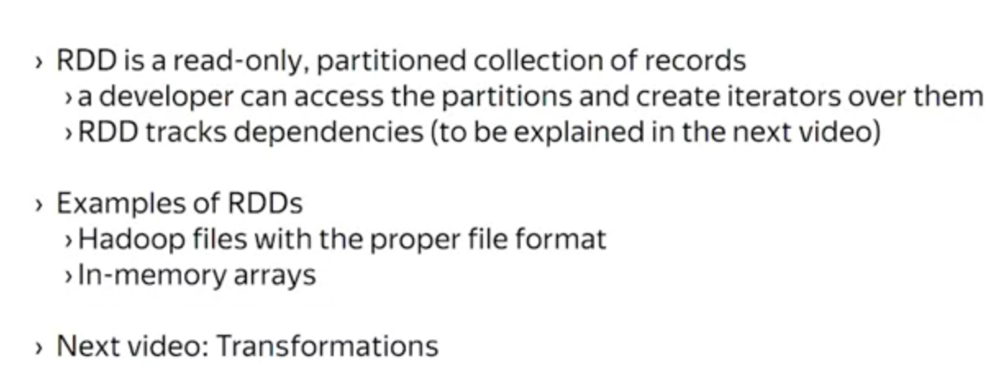 › RDD is a read-only, partitioned collection of records
› a developer can access the partitions and create iterators over them
› RDD tracks dependencies (to be explained in the next video)
› Examples of RDDs
› Hadoop files with the proper file format
› In-memory arrays
› Next video: Transformations